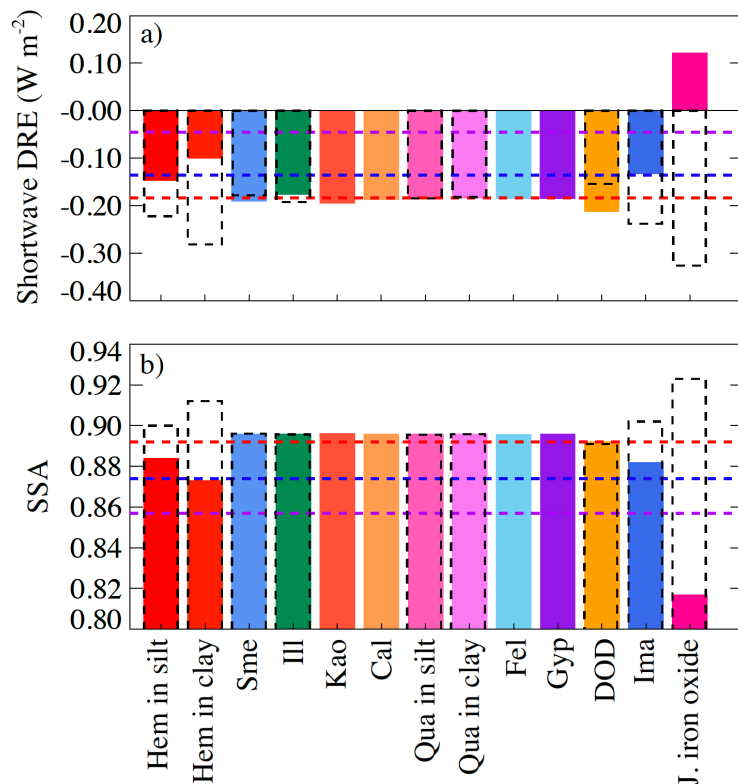 a)
Shortwave DRE (W m-2)
0.20
0.10
-0.00
-0.10
-0.20
-0.30
-0.40
b)
SSA
0.94
0.92
0.90
0.88
0.86
0.84
0.82
0.80
Hem in silt
Hem in clay
Sme
Ill
Kao
Cal
Qua in silt
Qua in clay
Fel
Gyp
DOD
Ima
J. iron oxide